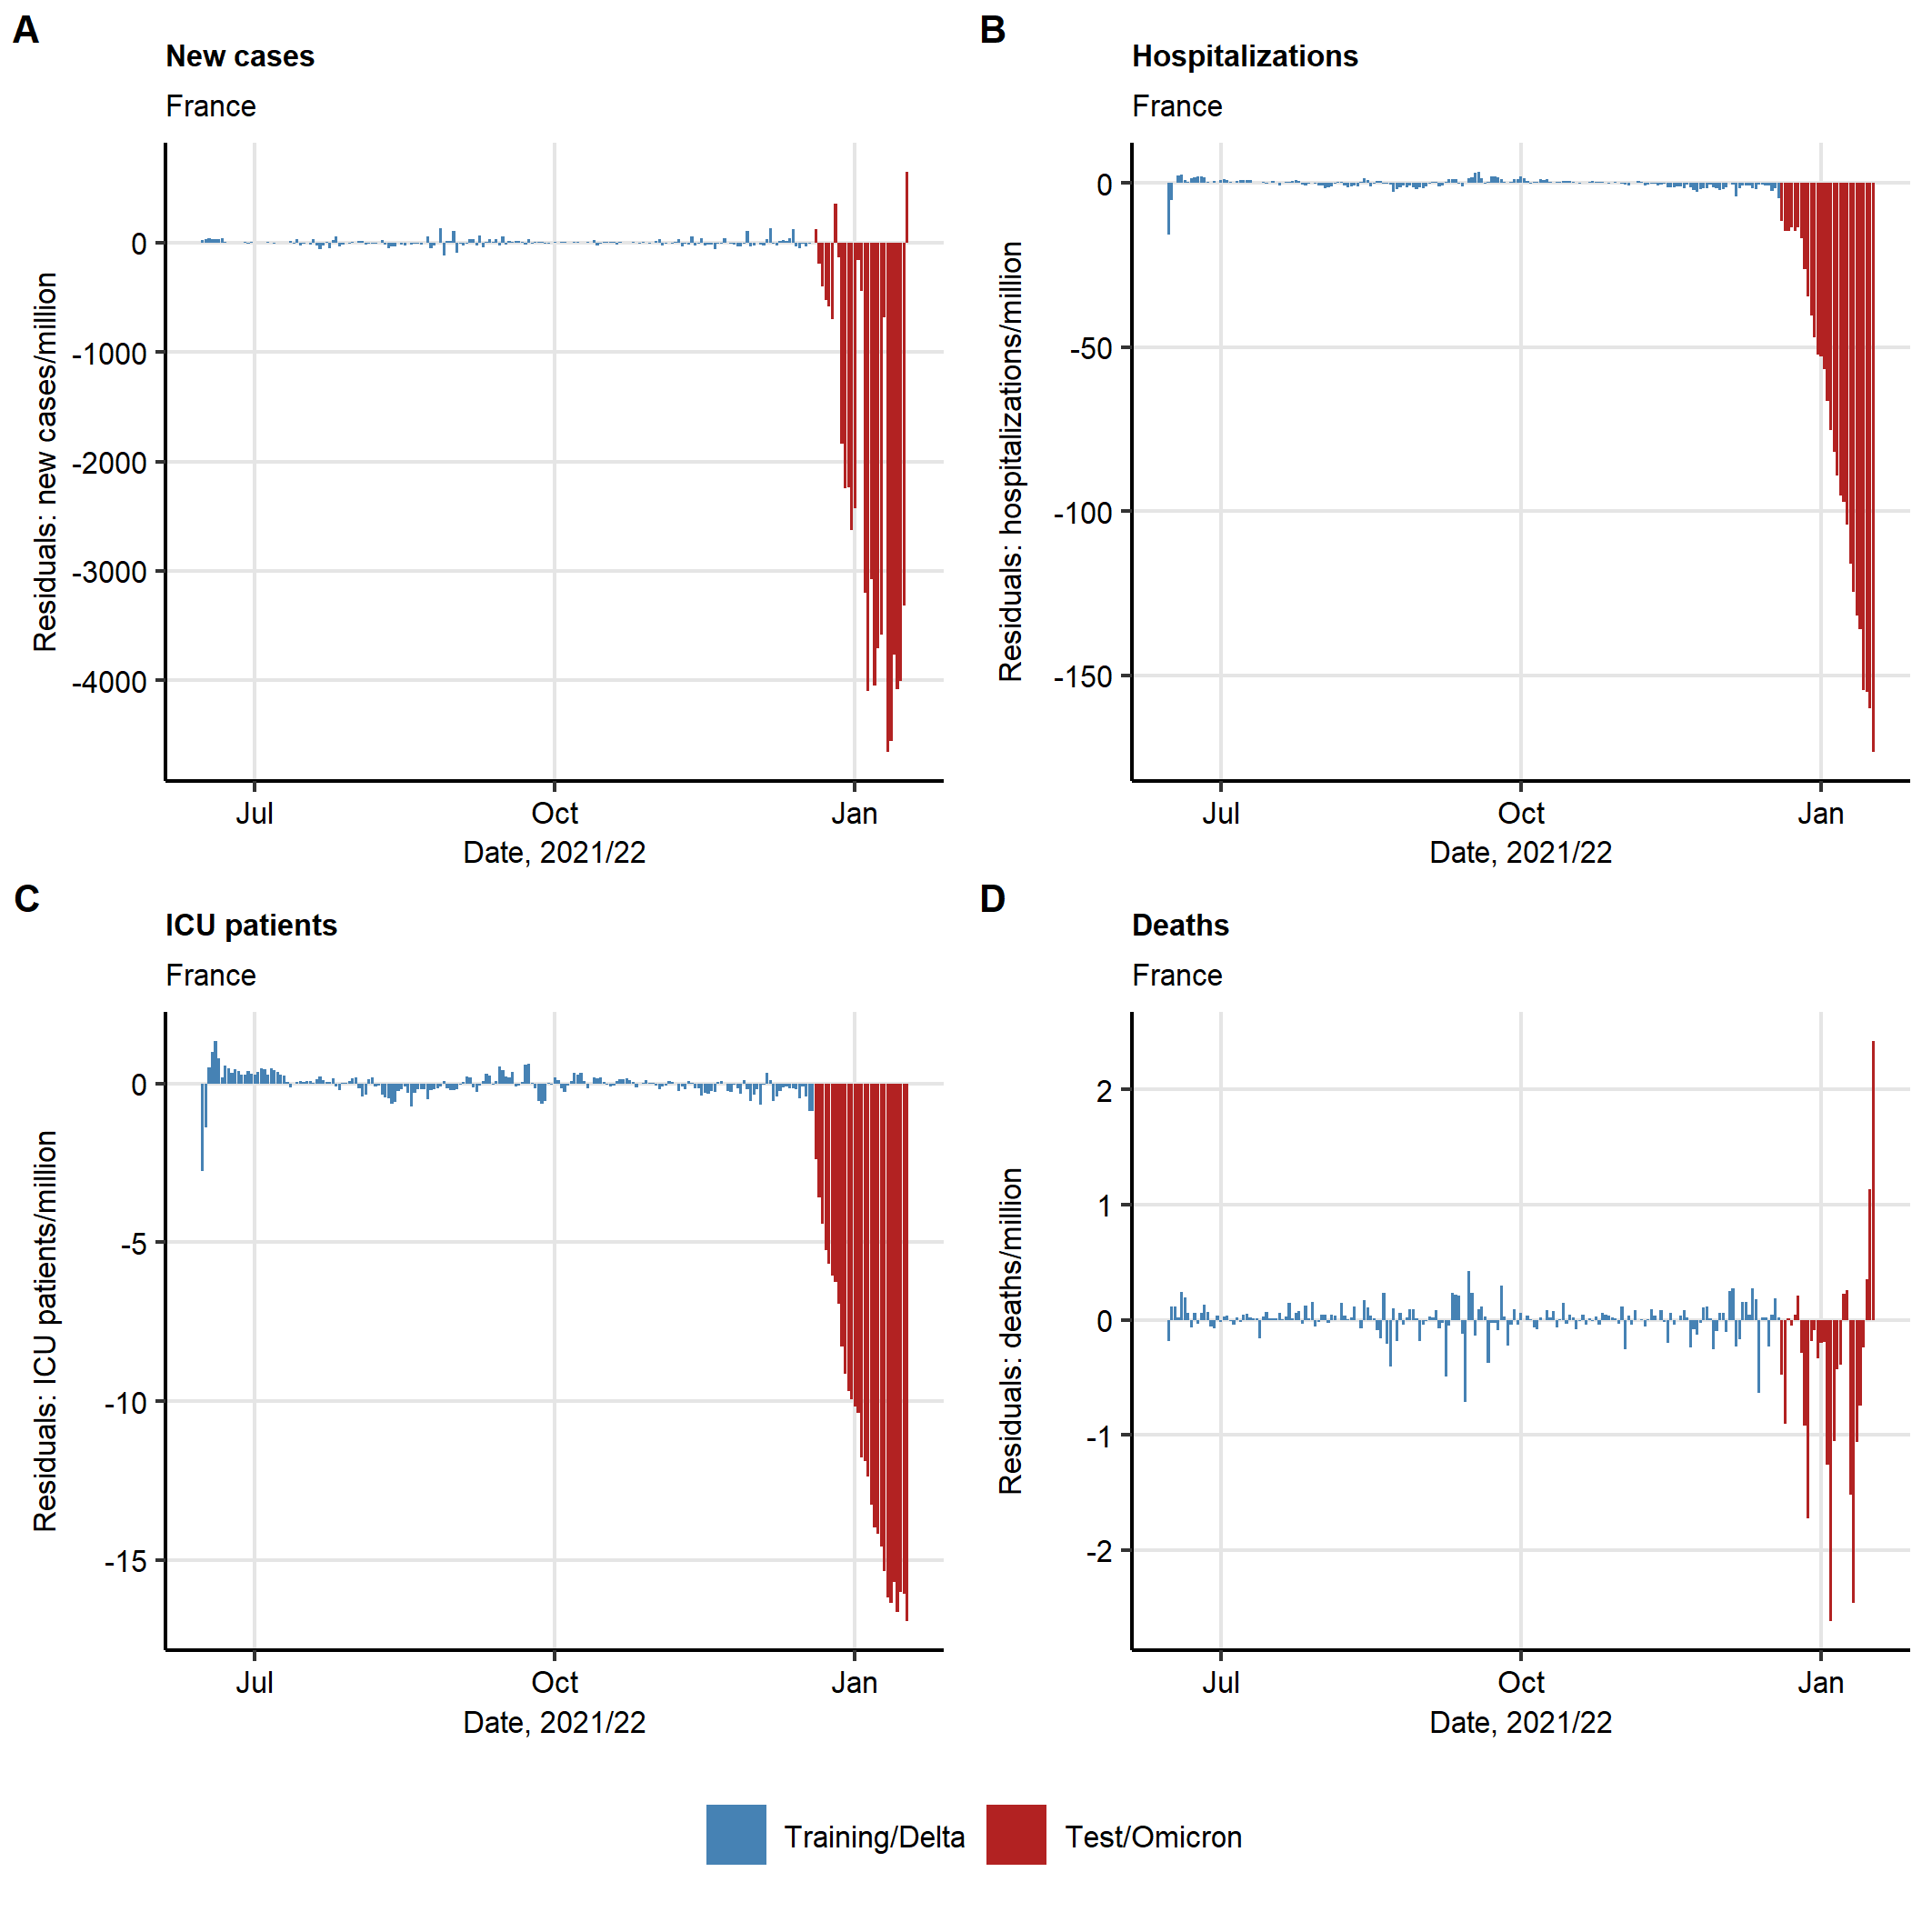 A
New cases
France
Residuals: new cases/million
0
-1000
-2000
-3000
-4000
Jul Oct Jan
Date, 2021/22
B
Hospitalizations
France
Residuals: hospitalizations/million
0
-50
-100
-150
Jul Oct Jan
Date, 2021/22
C
ICU patients
France
Residuals: ICU patients/million
0
-5
-10
-15
Jul Oct Jan
Date, 2021/22
D
Deaths
France
Residuals: deaths/million
2
1
0
-1
-2
Jul Oct Jan
Date, 2021/22
Training/Delta Test/Omicron